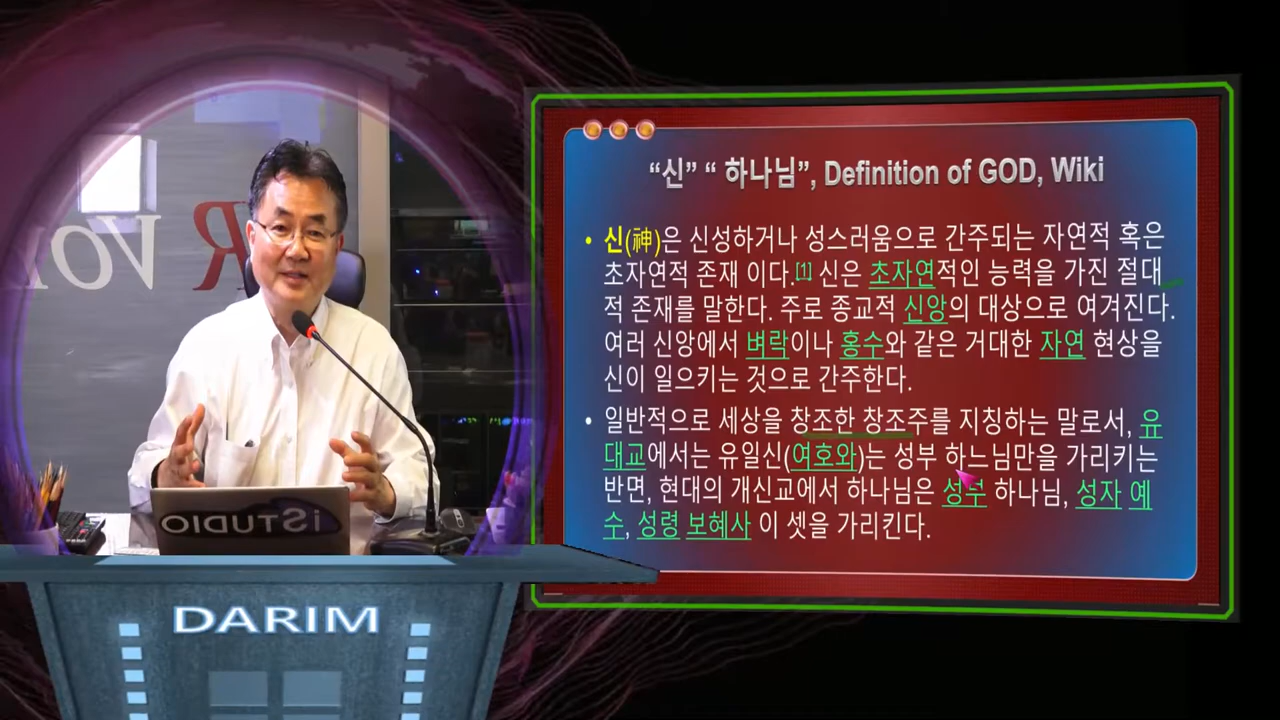 “신” “ 하나님”, Definition of GOD, Wiki
• 신(神)은 신성하거나 성스러움으로 간주되는 자연적 혹은
초자연적 존재 이다.[1] 신은 초자연적인 능력을 가진 절대
적 존재를 말한다. 주로 종교적 신앙의 대상으로 여겨진다.
여러 신앙에서 벼락이나 홍수와 같은 거대한 자연 현상을
신이 일으키는 것으로 간주한다.
• 일반적으로 세상을 창조한 창조주를 지칭하는 말로서, 유
대교에서는 유일신(여호와)는 성부 하느님만을 가리키는
반면, 현대의 개신교에서 하나님은 성부 하나님, 성자 예
수, 성령 보혜사 이 셋을 가리킨다.
iSTUDIO
DARIM